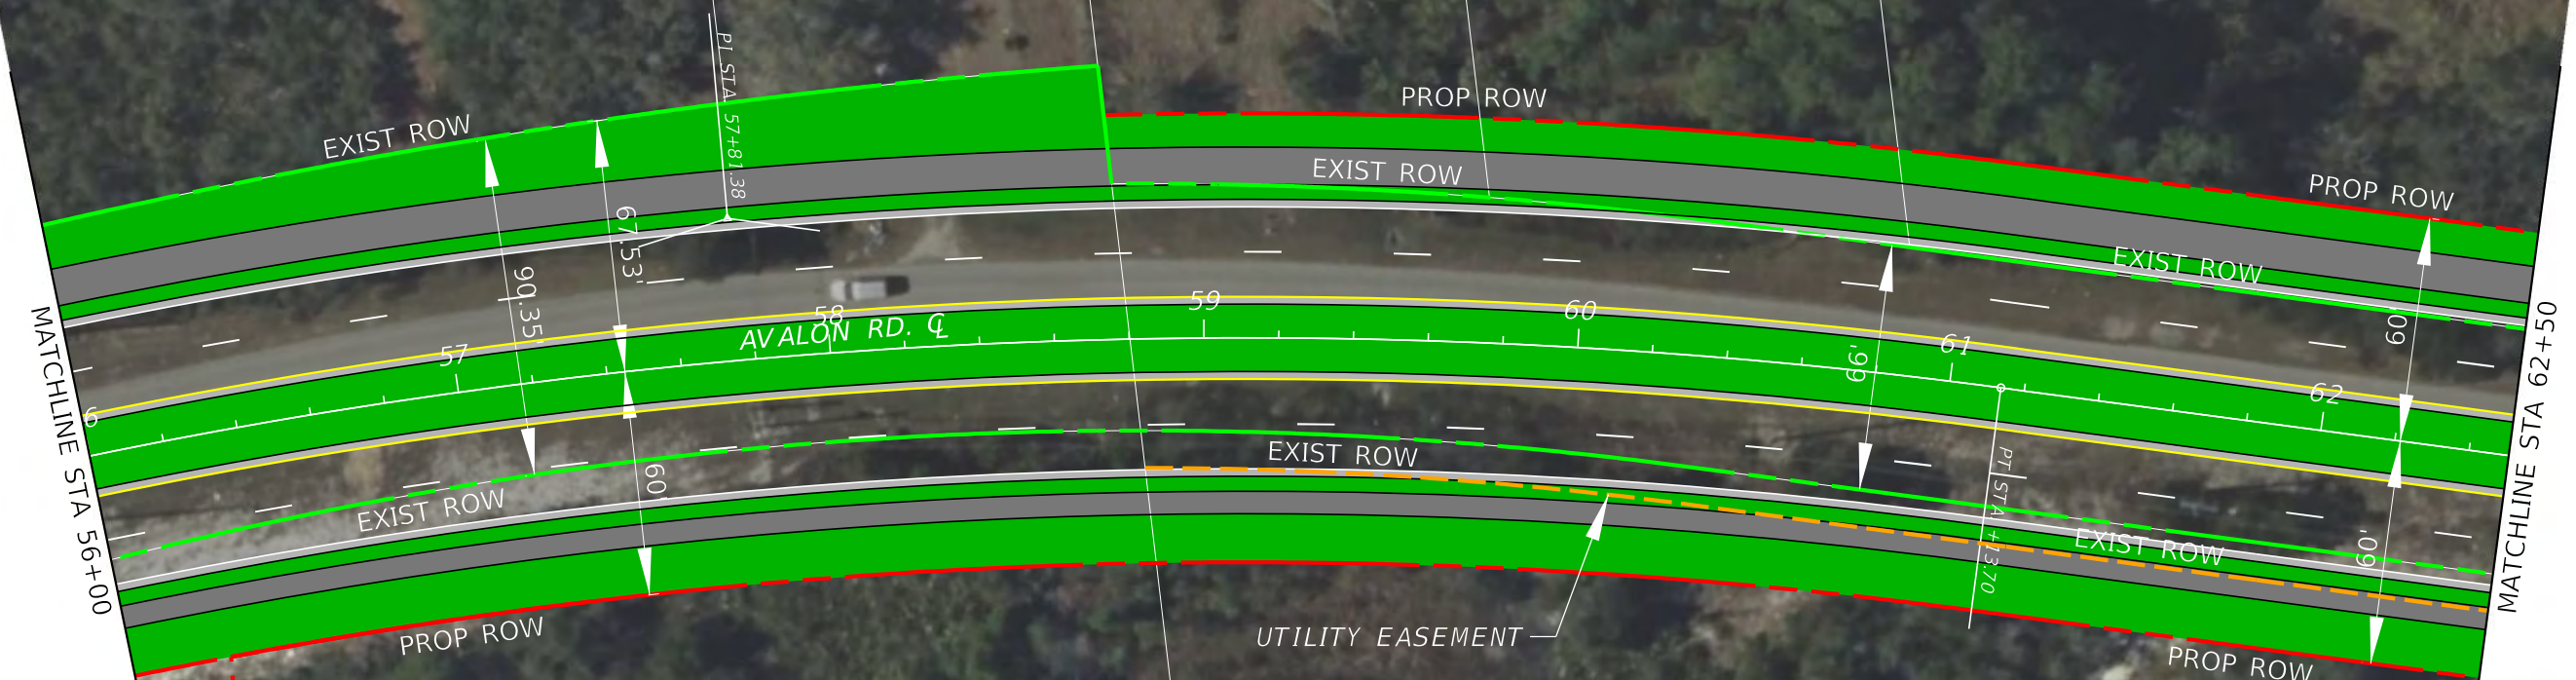 PI STA. 57+81.38
PROP ROW
EXIST ROW
EXIST ROW
PROP ROW
67.53'
EXIST ROW
90.35'
58
59
60
AVALON RD. ℄
57
61
66'
60'
62
6
MATCHLINE STA 56+00
MATCHLINE STA 62+50
EXIST ROW
60'
EXIST ROW
PT STA +13.70
EXIST ROW
60'
UTILITY EASEMENT
PROP ROW
PROP ROW